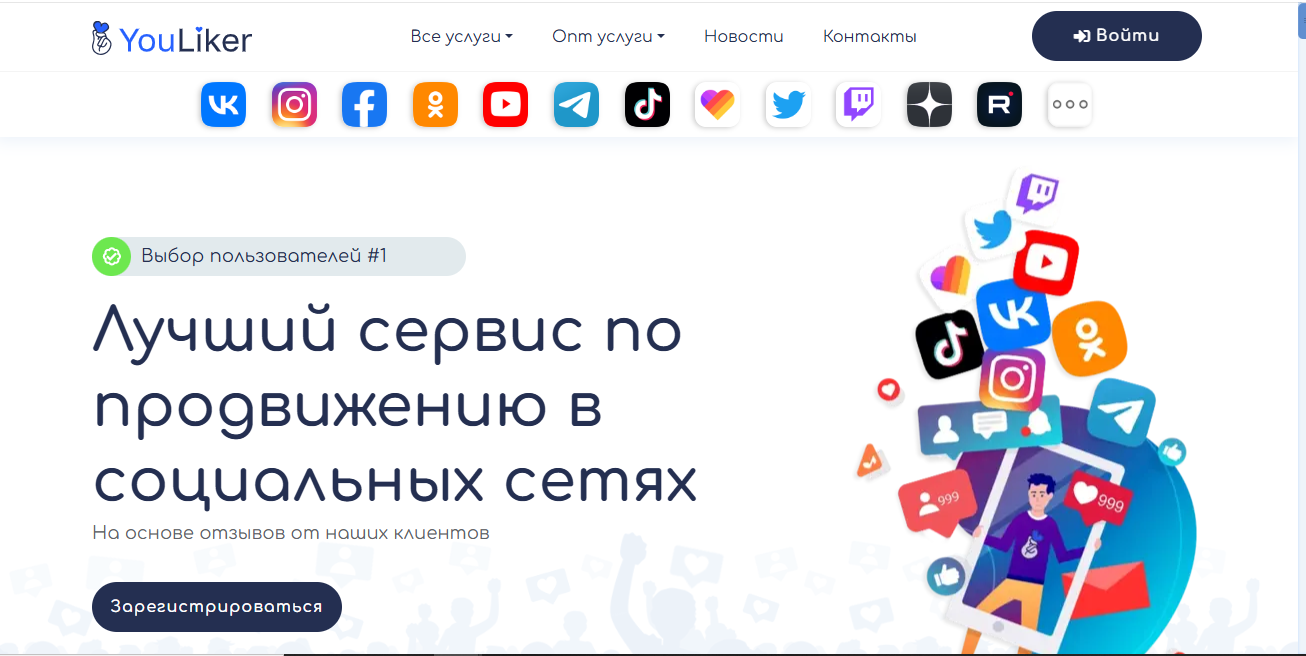 YouLiker
Все услуги
Опт услуги
Новости
Контакты
Войти
Выбор пользователей #1
Лучший сервис по
продвижению в
социальных сетях
На основе отзывов от наших клиентов
Зарегистрироваться
999
999